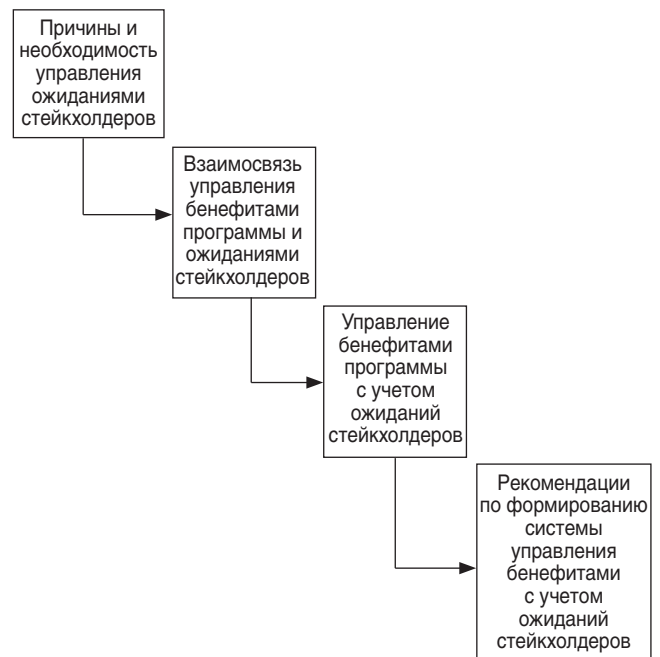 Причины и
необходимость
управления
ожиданиями
стейкхолдеров
Взаимосвязь
управления
бенефитами
программы и
ожиданиями
стейкхолдеров
Управление
бенефитами
программы
с учетом
ожиданий
стейкхолдеров
Рекомендации
по формированию
системы
управления
бенефитами
с учетом
ожиданий
стейкхолдеров